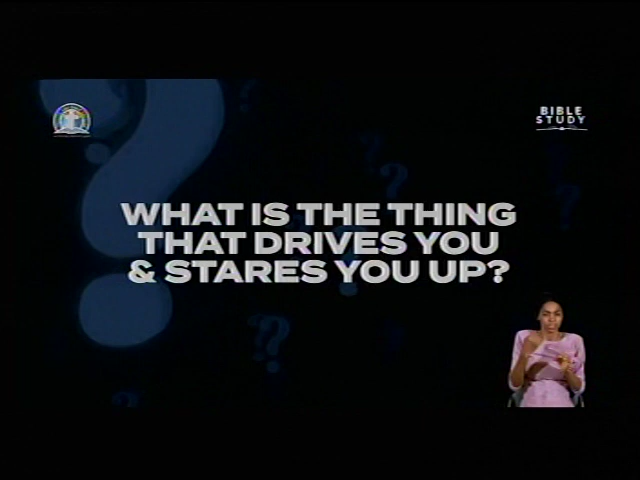 BIBLE
STUDY
WHAT IS THE THING
THAT DRIVES YOU
& STARES YOU UP?